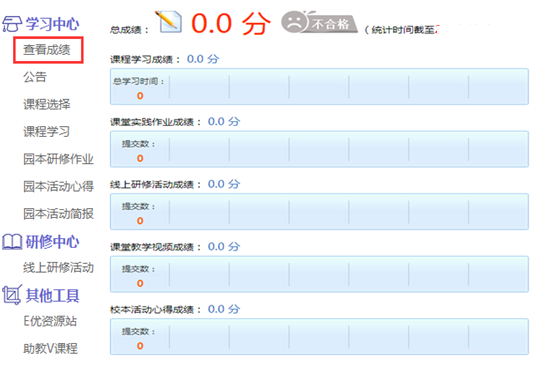 学习中心
查看成绩
公告
课程选择
课程学习
园本研修作业
园本活动心得
园本活动简报
研修中心
线上研修活动
其他工具
E优资源站
助教V课程
总成绩： 0.0 分 不合格 （统计时间截至
课程学习成绩： 0.0 分
总学习时间：
0
课堂实践作业成绩： 0.0 分
提交数：
0
线上研修活动成绩： 0.0 分
提交数：
0
课堂教学视频成绩： 0.0 分
提交数：
0
校本活动心得成绩： 0.0 分
提交数：
0